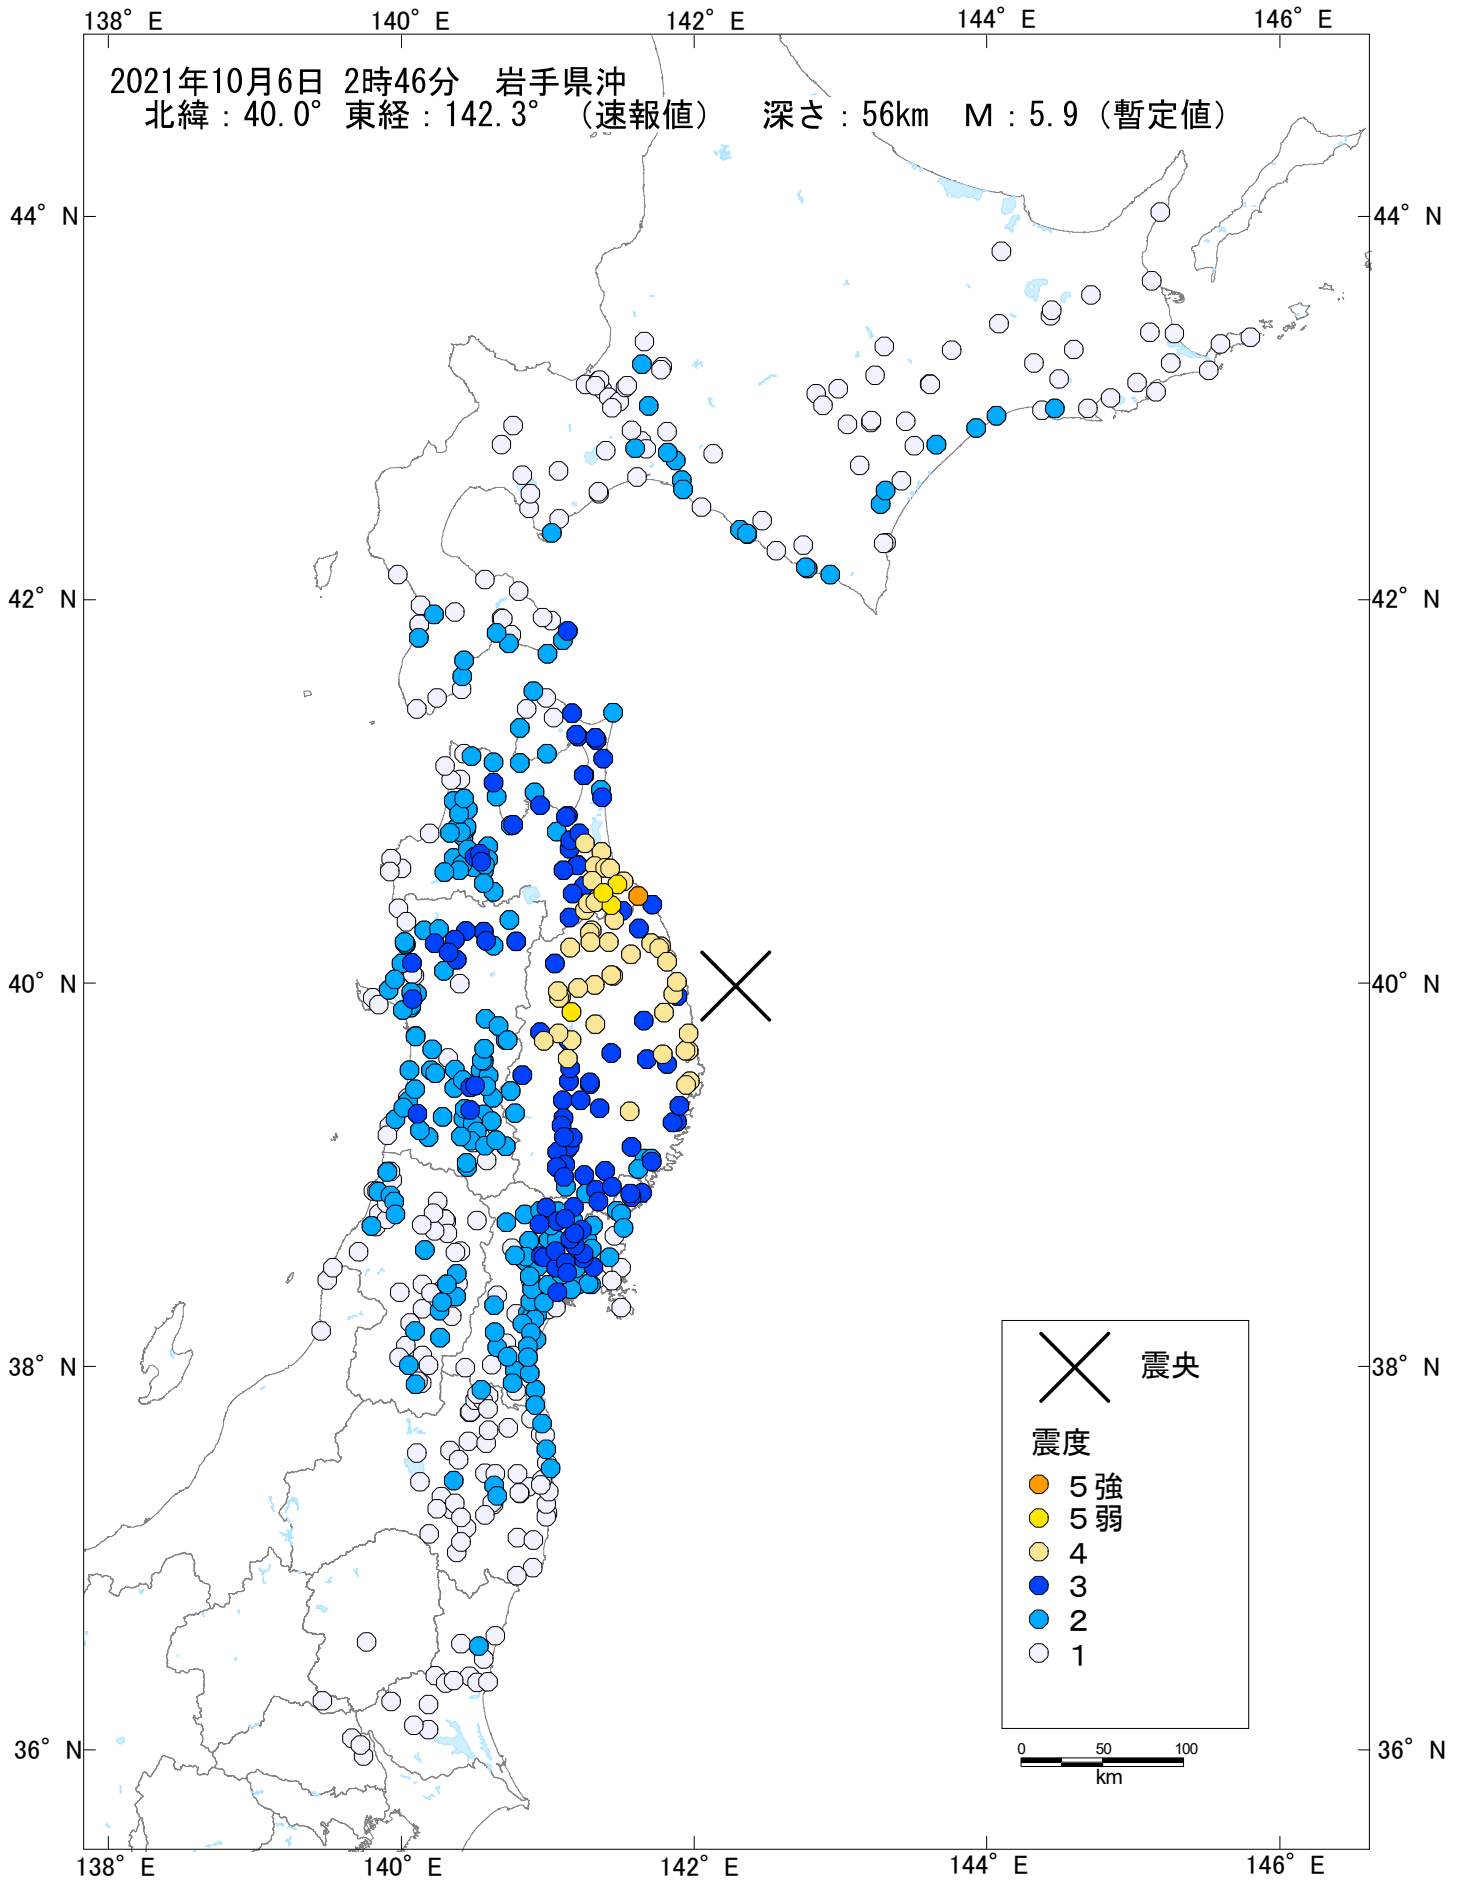 138° E 140° E 142° E 144° E 146° E
2021年10月6日 2時46分 岩手県沖
北緯：40.0° 東経：142.3° （速報値） 深さ：56km Ｍ：5.9（暫定値）
44° N 44° N
42° N 42° N
40° N 40° N
38° N 38° N
震央
震度
５強
５弱
４
３
２
１
36° N 36° N
0 50 100
km
138° E 140° E 142° E 144° E 146° E